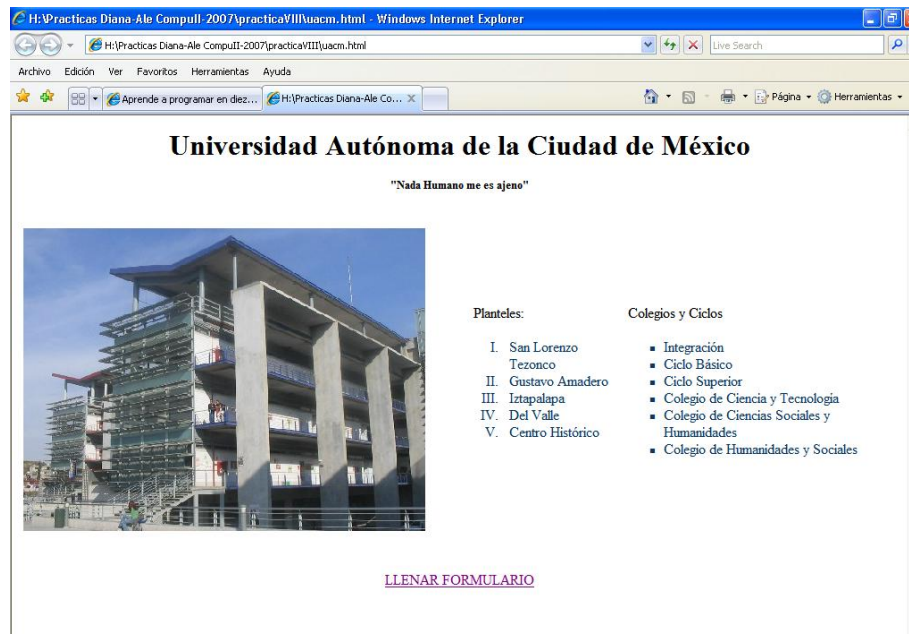 H:\Practicas Diana-Ale CompuII-2007\practicaVIII\uacm.html - Windows Internet Explorer
H:\Practicas Diana-Ale CompuII-2007\practicaVIII\uacm.html
Live Search
Archivo Edición Ver Favoritos Herramientas Ayuda
Aprende a programar en diez... H:\Practicas Diana-Ale Co... X
Página Herramientas
Universidad Autónoma de la Ciudad de México
"Nada Humano me es ajeno"
Planteles:
I. San Lorenzo
Tezonco
II. Gustavo Amadero
III. Iztapalapa
IV. Del Valle
V. Centro Histórico
Colegios y Ciclos
Integración
Ciclo Básico
Ciclo Superior
Colegio de Ciencia y Tecnologia
Colegio de Ciencias Sociales y
Humanidades
Colegio de Humanidades y Sociales
LLENAR FORMULARIO